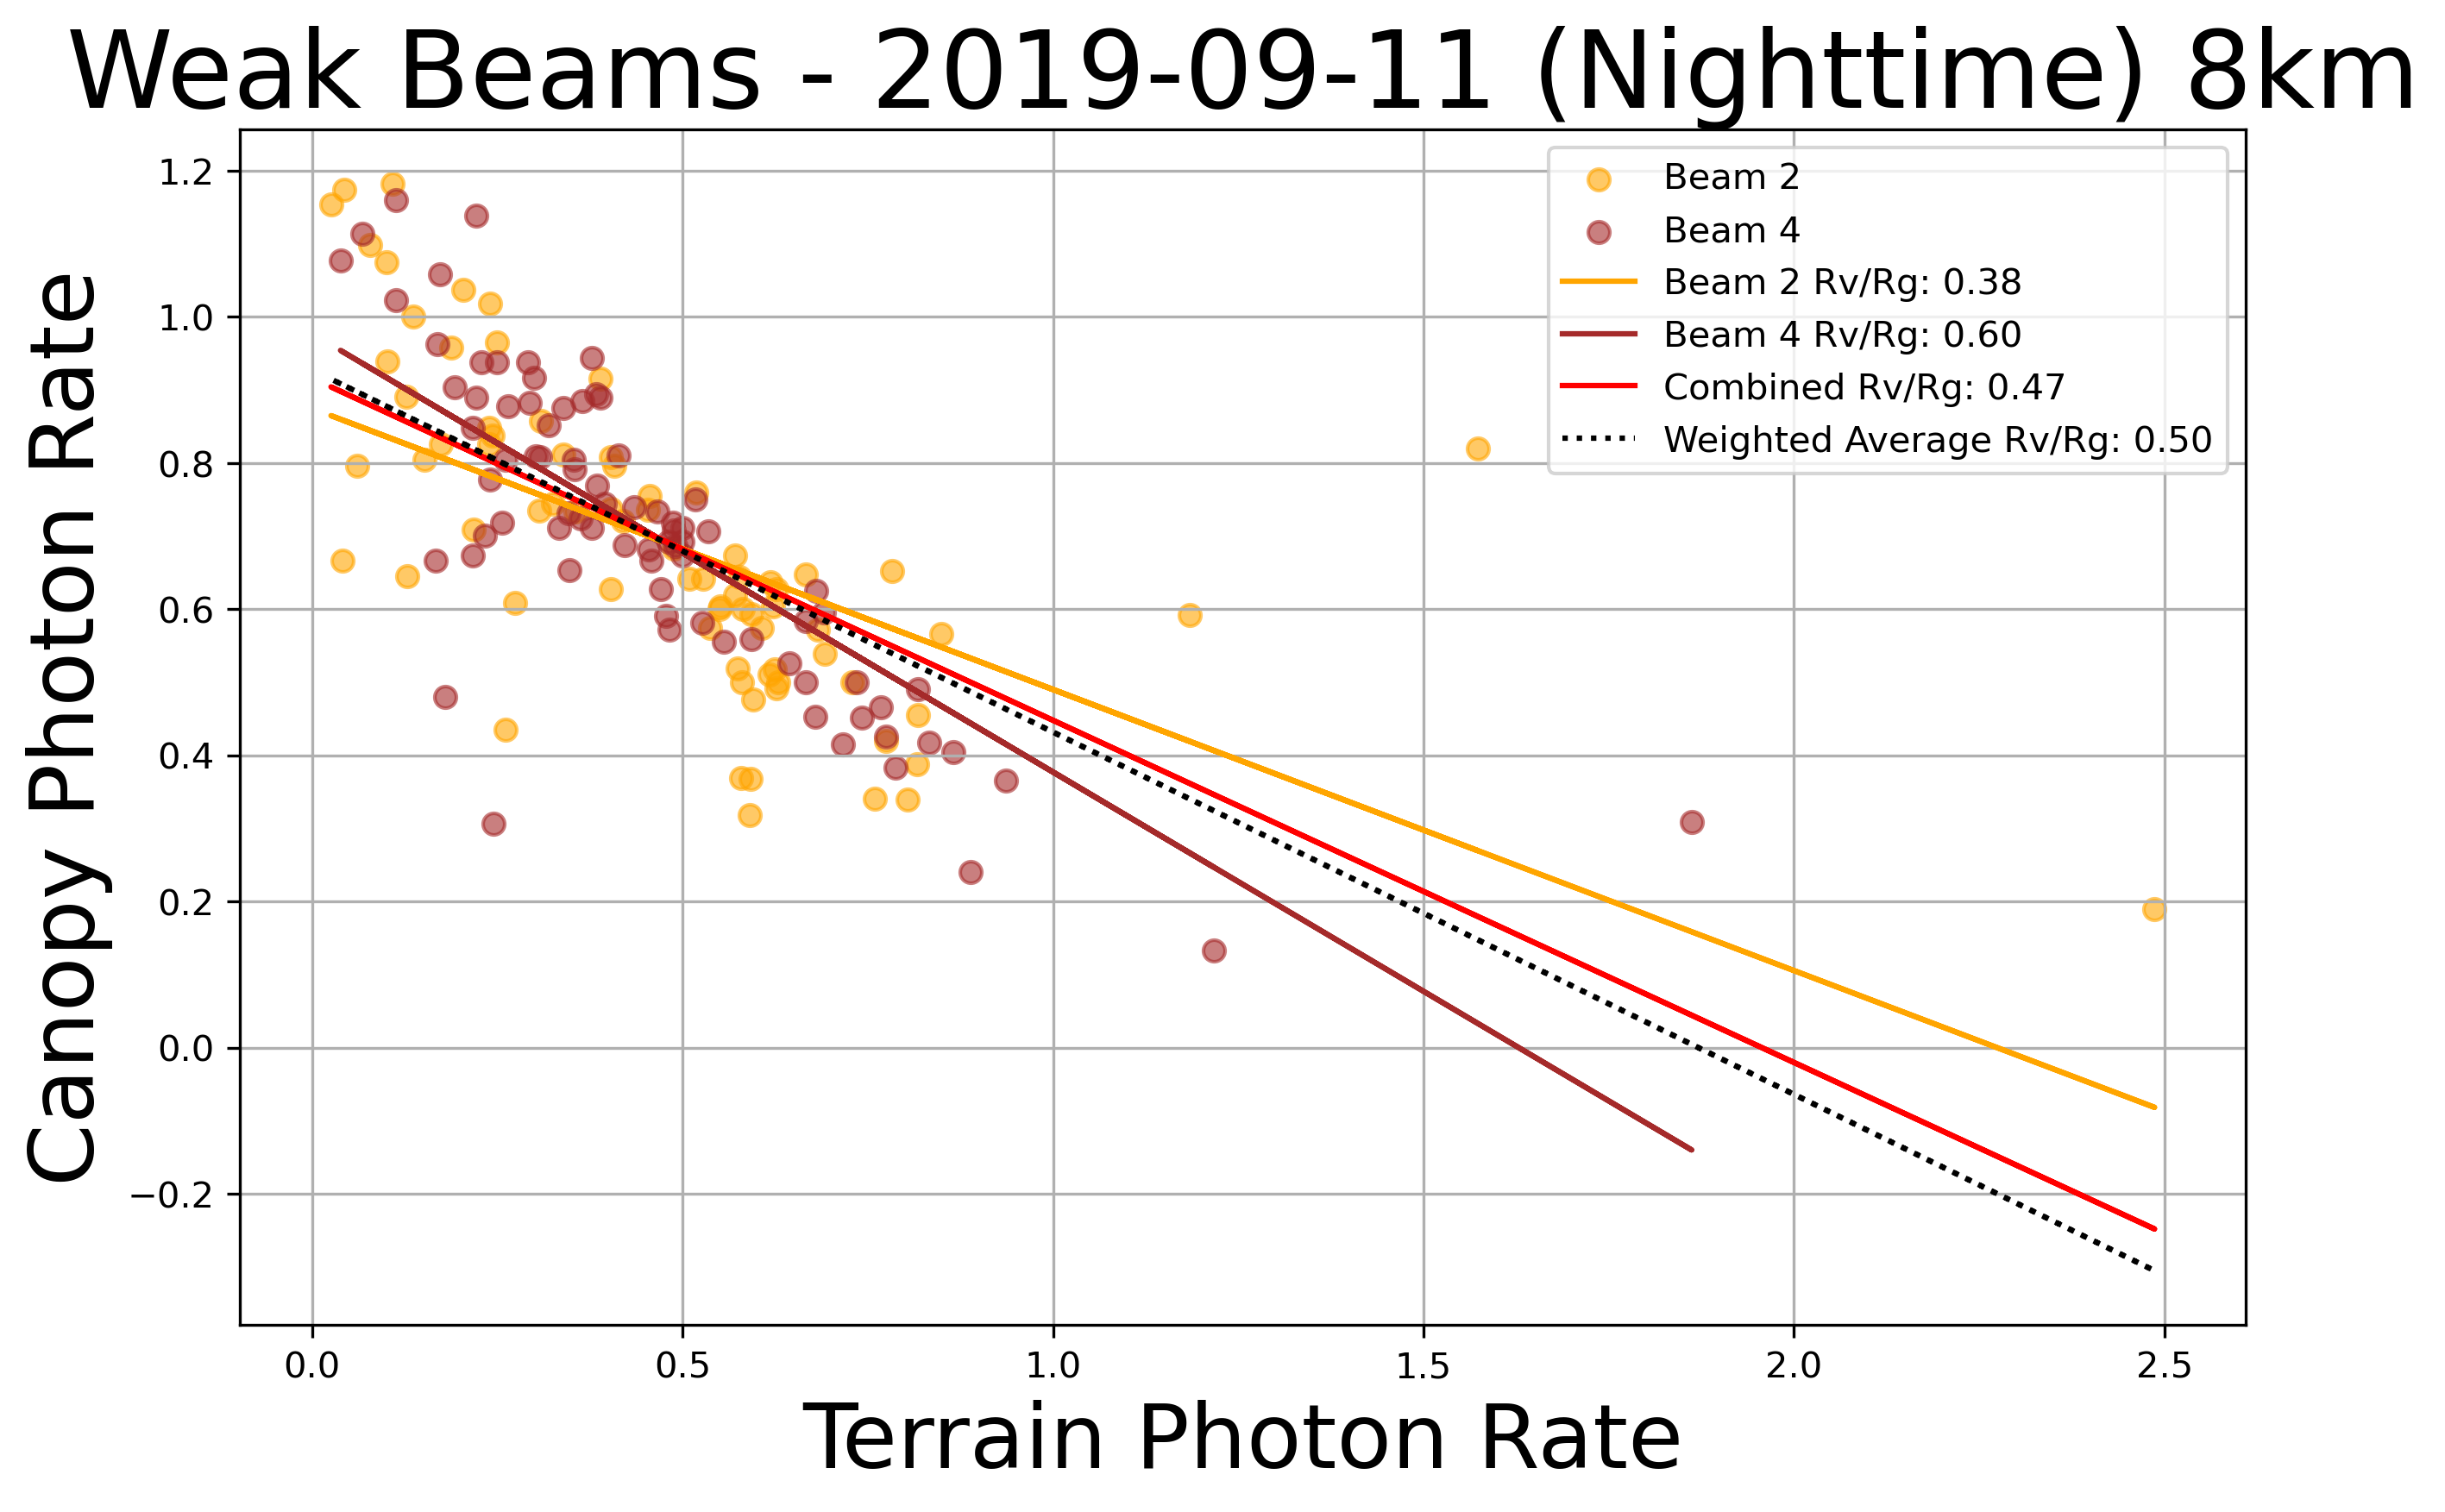 Weak Beams - 2019-09-11 (Nighttime) 8km
Canopy Photon Rate
1.2
1.0
0.8
0.6
0.4
0.2
0.0
−0.2
Beam 2
Beam 4
Beam 2 Rv/Rg: 0.38
Beam 4 Rv/Rg: 0.60
Combined Rv/Rg: 0.47
Weighted Average Rv/Rg: 0.50
0.0 0.5 1.0 1.5 2.0 2.5
Terrain Photon Rate